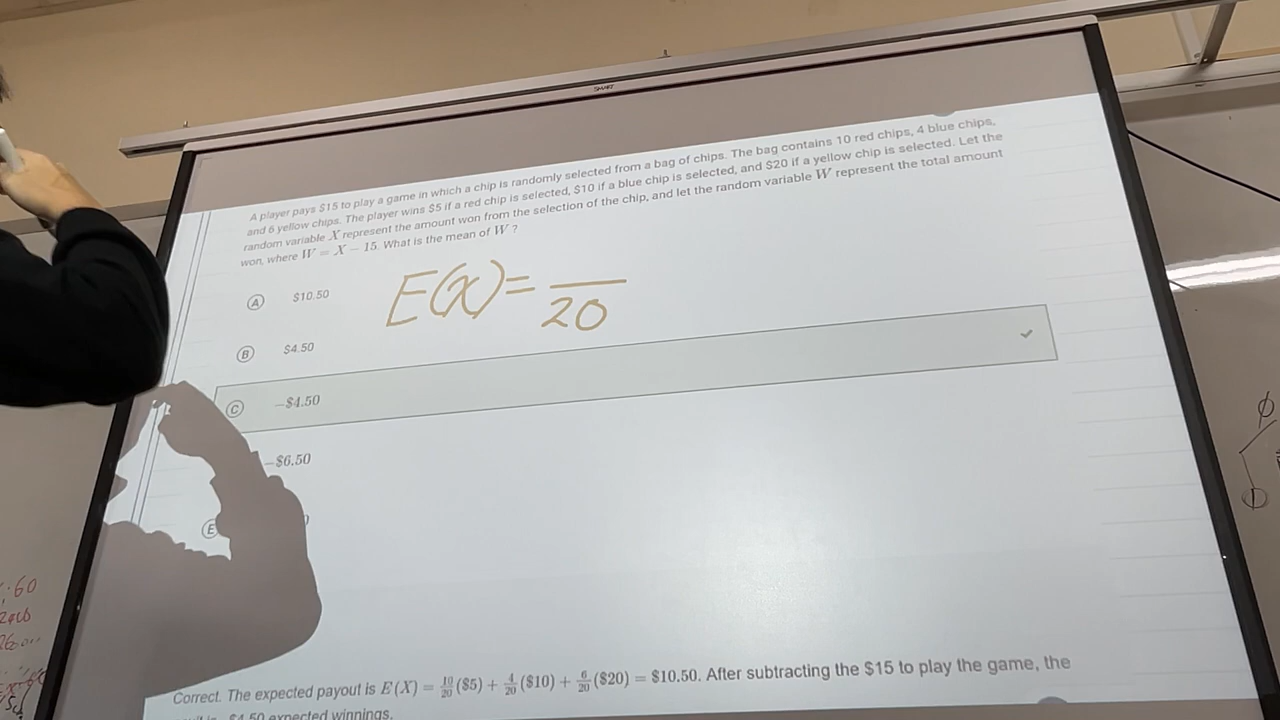 SMART
A player pays $15 to play a game in which a chip is randomly selected from a bag of chips. The bag contains 10 red chips, 4 blue chips,
and 6 yellow chips. The player wins $5 if a red chip is selected, $10 if a blue chip is selected, and $20 if a yellow chip is selected. Let the
random variable X represent the amount won from the selection of the chip, and let the random variable W represent the total amount
won, where W = X − 15. What is the mean of W ?
A $10.50
E(X) = —
20
B $4.50
C −$4.50
−$6.50
E
Correct. The expected payout is E(X) = 10/20 ($5) + 4/20 ($10) + 6/20 ($20) = $10.50. After subtracting the $15 to play the game, the
$4.50 expected winnings.